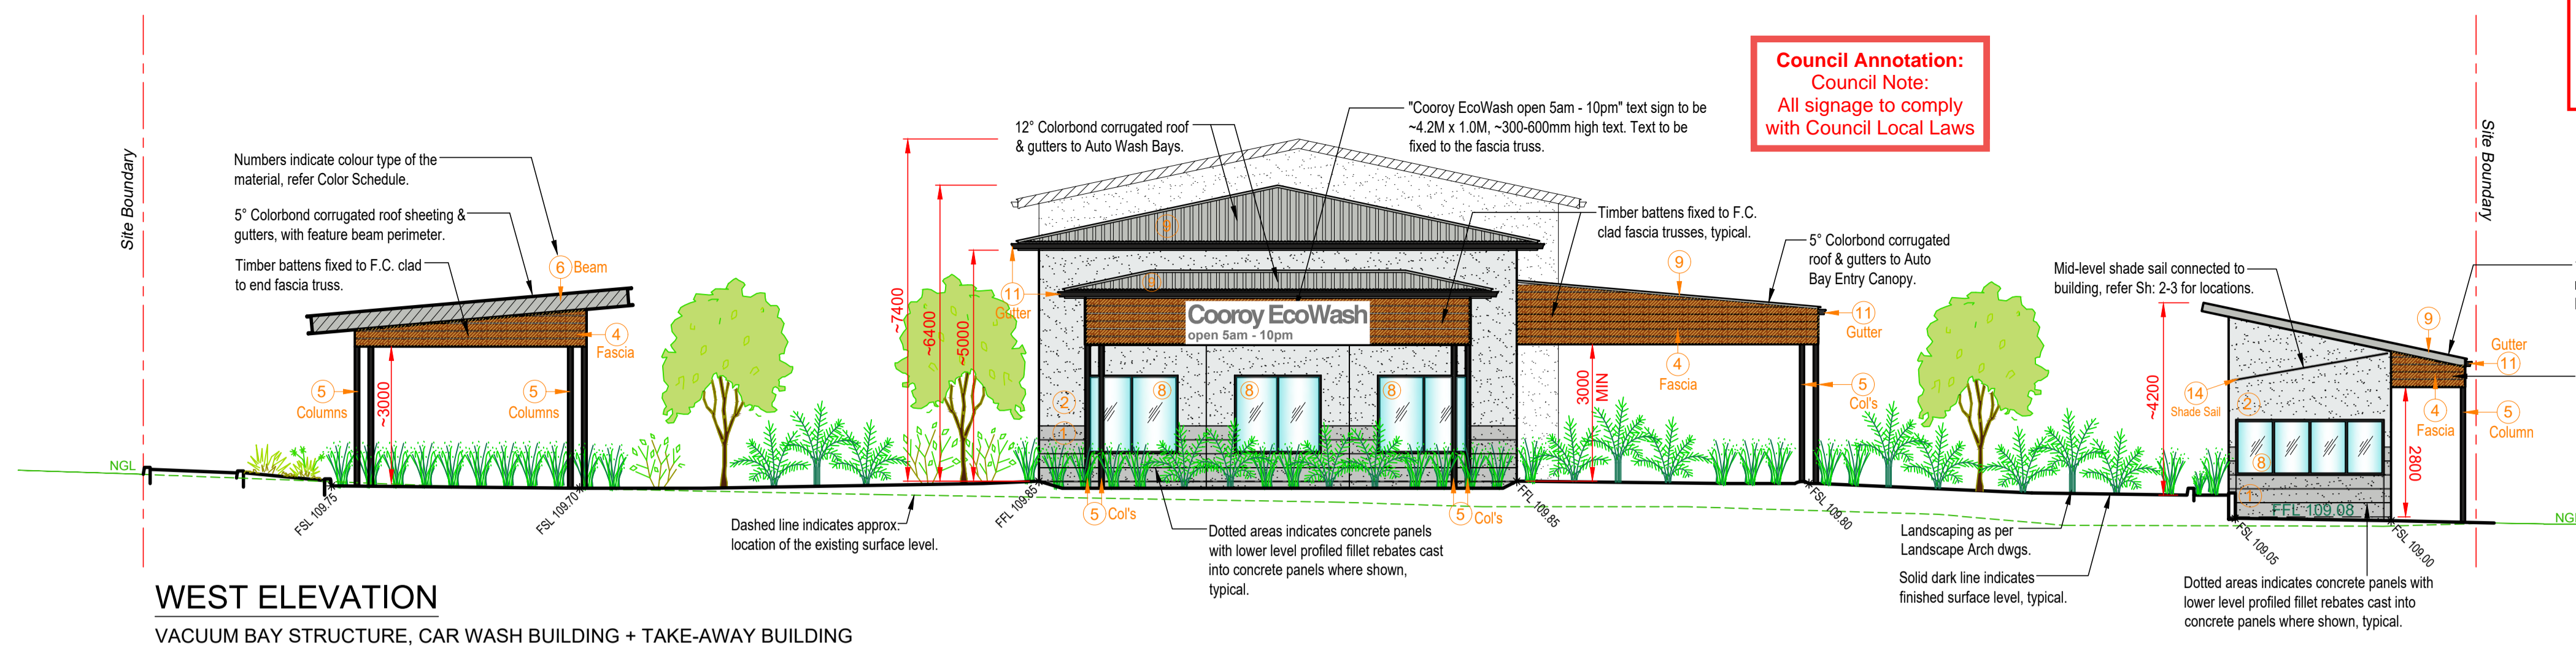 Site Boundary
Numbers indicate colour type of the
material, refer Color Schedule.
5° Colorbond corrugated roof sheeting &
gutters, with feature beam perimeter.
Timber battens fixed to F.C. clad
to end fascia truss.
6 Beam
4
Fascia
5
Columns
5
Columns
~3000
NGL
FSL 109.75
FSL 109.70
~7400
~6400
~5000
12° Colorbond corrugated roof
& gutters to Auto Wash Bays.
"Cooroy EcoWash open 5am - 10pm" text sign to be
~4.2M x 1.0M, ~300-600mm high text. Text to be
fixed to the fascia truss.
Council Annotation:
Council Note:
All signage to comply
with Council Local Laws
Timber battens fixed to F.C.
clad fascia trusses, typical.
5° Colorbond corrugated
roof & gutters to Auto
Bay Entry Canopy.
9
9
11
Gutter
Cooroy EcoWash
open 5am - 10pm
8
8
8
2
1
9
11
Gutter
4
Fascia
3000
MIN
5
Col's
FFL 109.85
5 Col's
5 Col's
FFL 109.85
FSL 109.80
Dashed line indicates approx.
location of the existing surface level.
Dotted areas indicates concrete panels
with lower level profiled fillet rebates cast
into concrete panels where shown,
typical.
Landscaping as per
Landscape Arch dwgs.
Solid dark line indicates
finished surface level, typical.
Mid-level shade sail connected to
building, refer Sh: 2-3 for locations.
Site Boundary
~4200
14
Shade Sail
2
8
1
9
Gutter
11
4
Fascia
5
Column
2800
FFL 109.08
FSL 109.05
FSL 109.00
NG
Dotted areas indicates concrete panels with
lower level profiled fillet rebates cast into
concrete panels where shown, typical.
WEST ELEVATION
VACUUM BAY STRUCTURE, CAR WASH BUILDING + TAKE-AWAY BUILDING